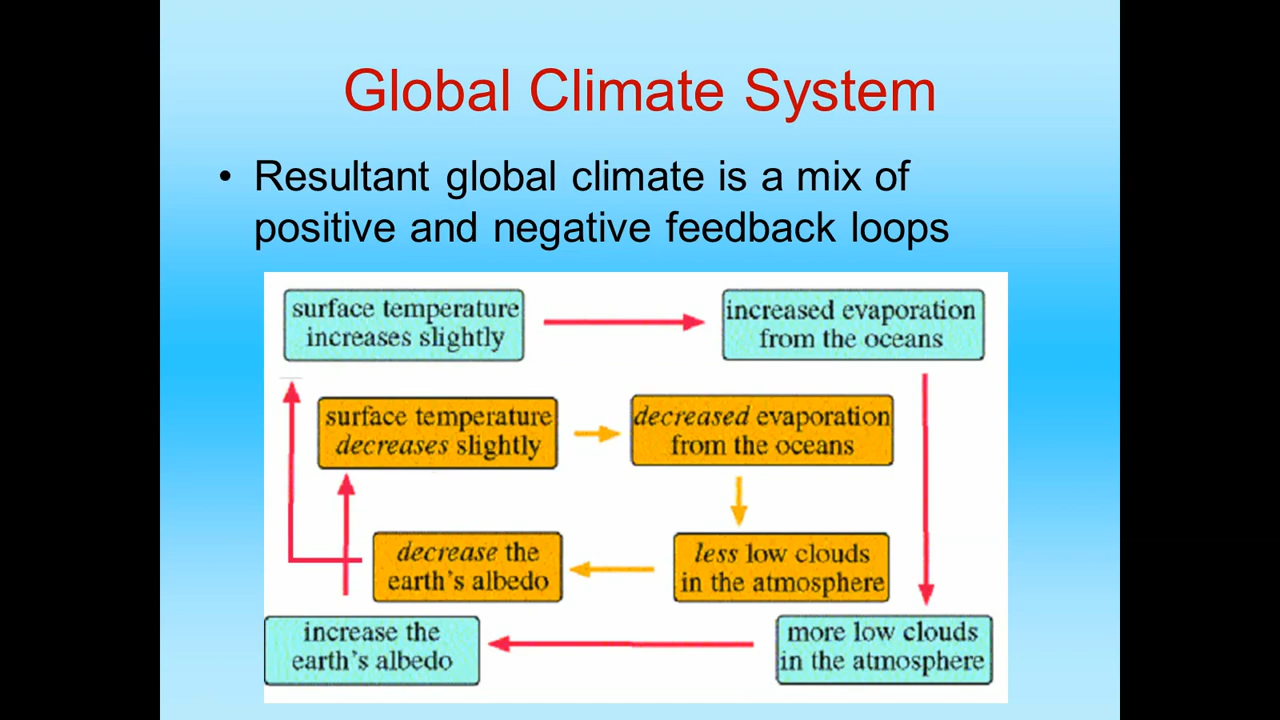 Global Climate System
• Resultant global climate is a mix of
positive and negative feedback loops
surface temperature
increases slightly
increased evaporation
from the oceans
surface temperature
decreases slightly
decreased evaporation
from the oceans
decrease the
earth's albedo
less low clouds
in the atmosphere
increase the
earth's albedo
more low clouds
in the atmosphere